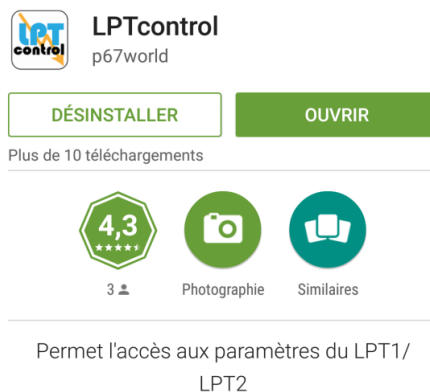 LPT
control
LPTcontrol
p67world
DÉSINSTALLER
OUVRIR
Plus de 10 téléchargements
4,3
3
Photographie
Similaires
Permet l'accès aux paramètres du LPT1/
LPT2